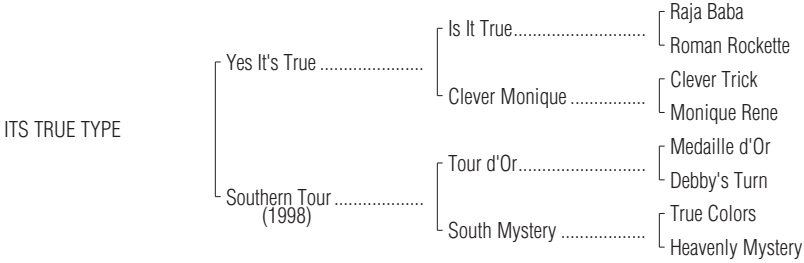 Raja Baba
Is It True.............................
Roman Rockette
Yes It's True ......................
Clever Trick
Clever Monique ................
Monique Rene
ITS TRUE TYPE
Medaille d'Or
Tour d'Or............................
Debby's Turn
Southern Tour ...................
(1998)
True Colors
South Mystery ..................
Heavenly Mystery